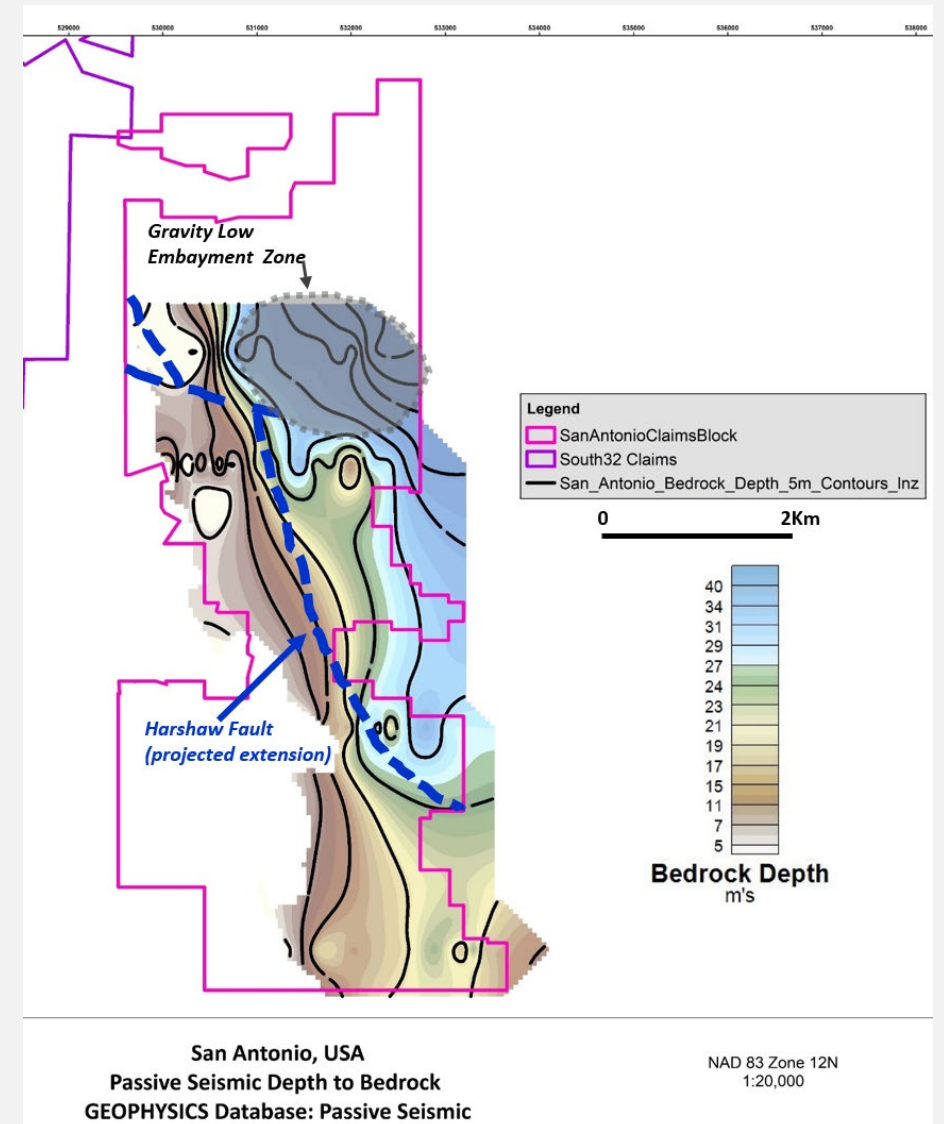 529000 530000 531000 532000 533000 534000 535000 536000 537000 538000
Gravity Low
Embayment Zone
Legend
SanAntonioClaimsBlock
South32 Claims
San_Antonio_Bedrock_Depth_5m_Contours_Inz
0 2Km
40
34
31
29
27
24
23
21
19
17
15
11
7
5
Bedrock Depth
m's
Harshaw Fault
(projected extension)
San Antonio, USA
Passive Seismic Depth to Bedrock
GEOPHYSICS Database: Passive Seismic
NAD 83 Zone 12N
1:20,000